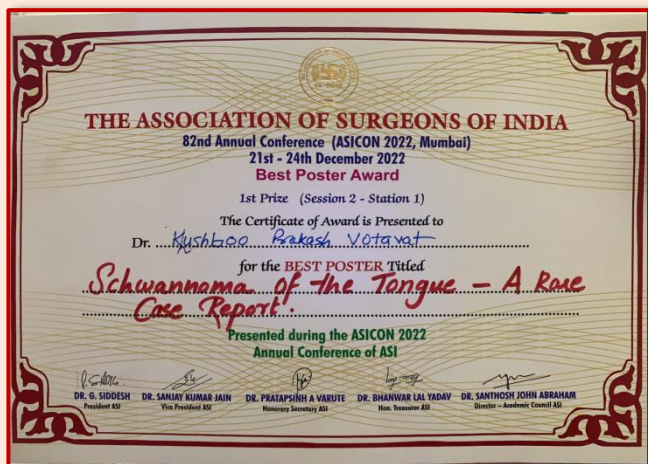 THE ASSOCIATION OF SURGEONS OF INDIA
82nd Annual Conference (ASICON 2022, Mumbai)
21st - 24th December 2022
Best Poster Award
1st Prize (Session 2 - Station 1)
The Certificate of Award is Presented to
Dr. Kushboo Prakash Votavat
for the BEST POSTER Titled
Schwannoma of the Tongue – A Rare
Case Report.
Presented during the ASICON 2022
Annual Conference of ASI
DR. G. SIDDESH DR. SANJAY KUMAR JAIN DR. PRATAPSINH A VARUTE DR. BHANWAR LAL YADAV DR. SANTHOSH JOHN ABRAHAM
President ASI Vice President ASI Honorary Secretary ASI Hon. Treasurer ASI Director – Academic Council ASI